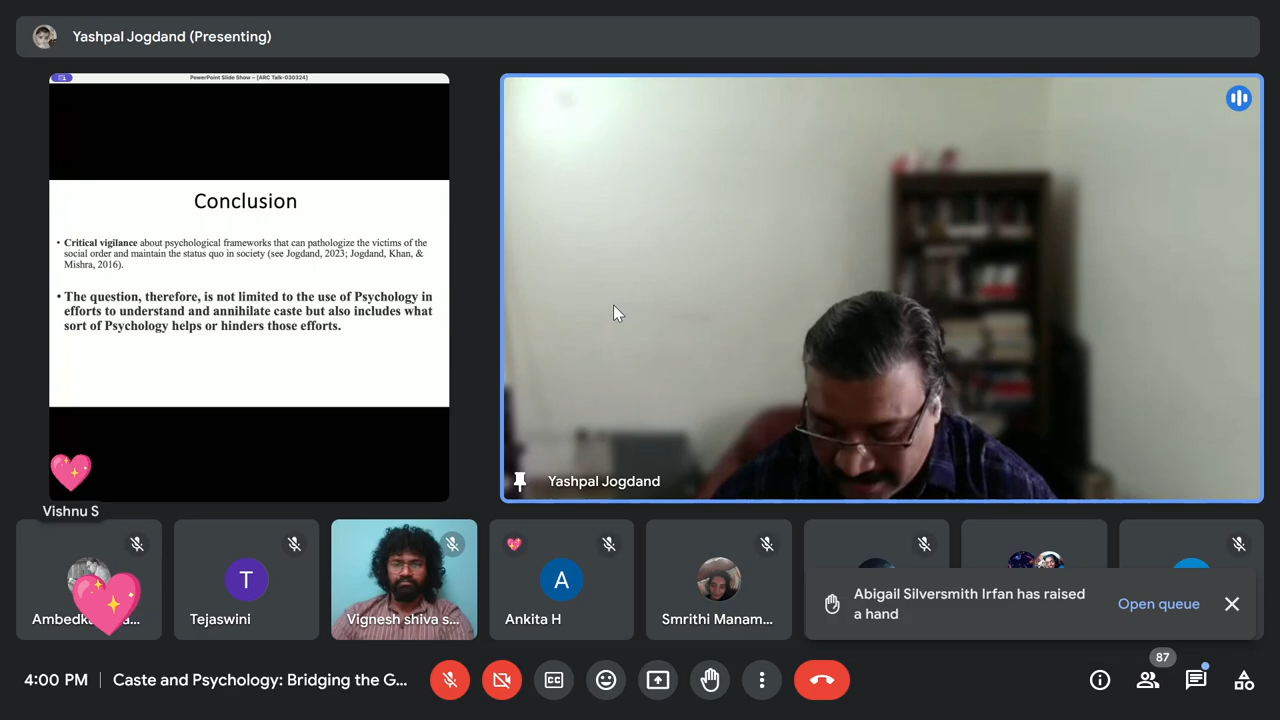 Yashpal Jogdand (Presenting)
PowerPoint Slide Show – [ARC Talk-030324]
Conclusion
• Critical vigilance about psychological frameworks that can pathologize the victims of the
social order and maintain the status quo in society (see Jogdand, 2023; Jogdand, Khan, &
Mishra, 2016).
• The question, therefore, is not limited to the use of Psychology in
efforts to understand and annihilate caste but also includes what
sort of Psychology helps or hinders those efforts.
Yashpal Jogdand
Vishnu S
T
A
Tejaswini
Vignesh shiva s...
Ankita H
Smrithi Manam...
Abigail Silversmith Irfan has raised
a hand
Open queue
87
4:00 PM
Caste and Psychology: Bridging the G...